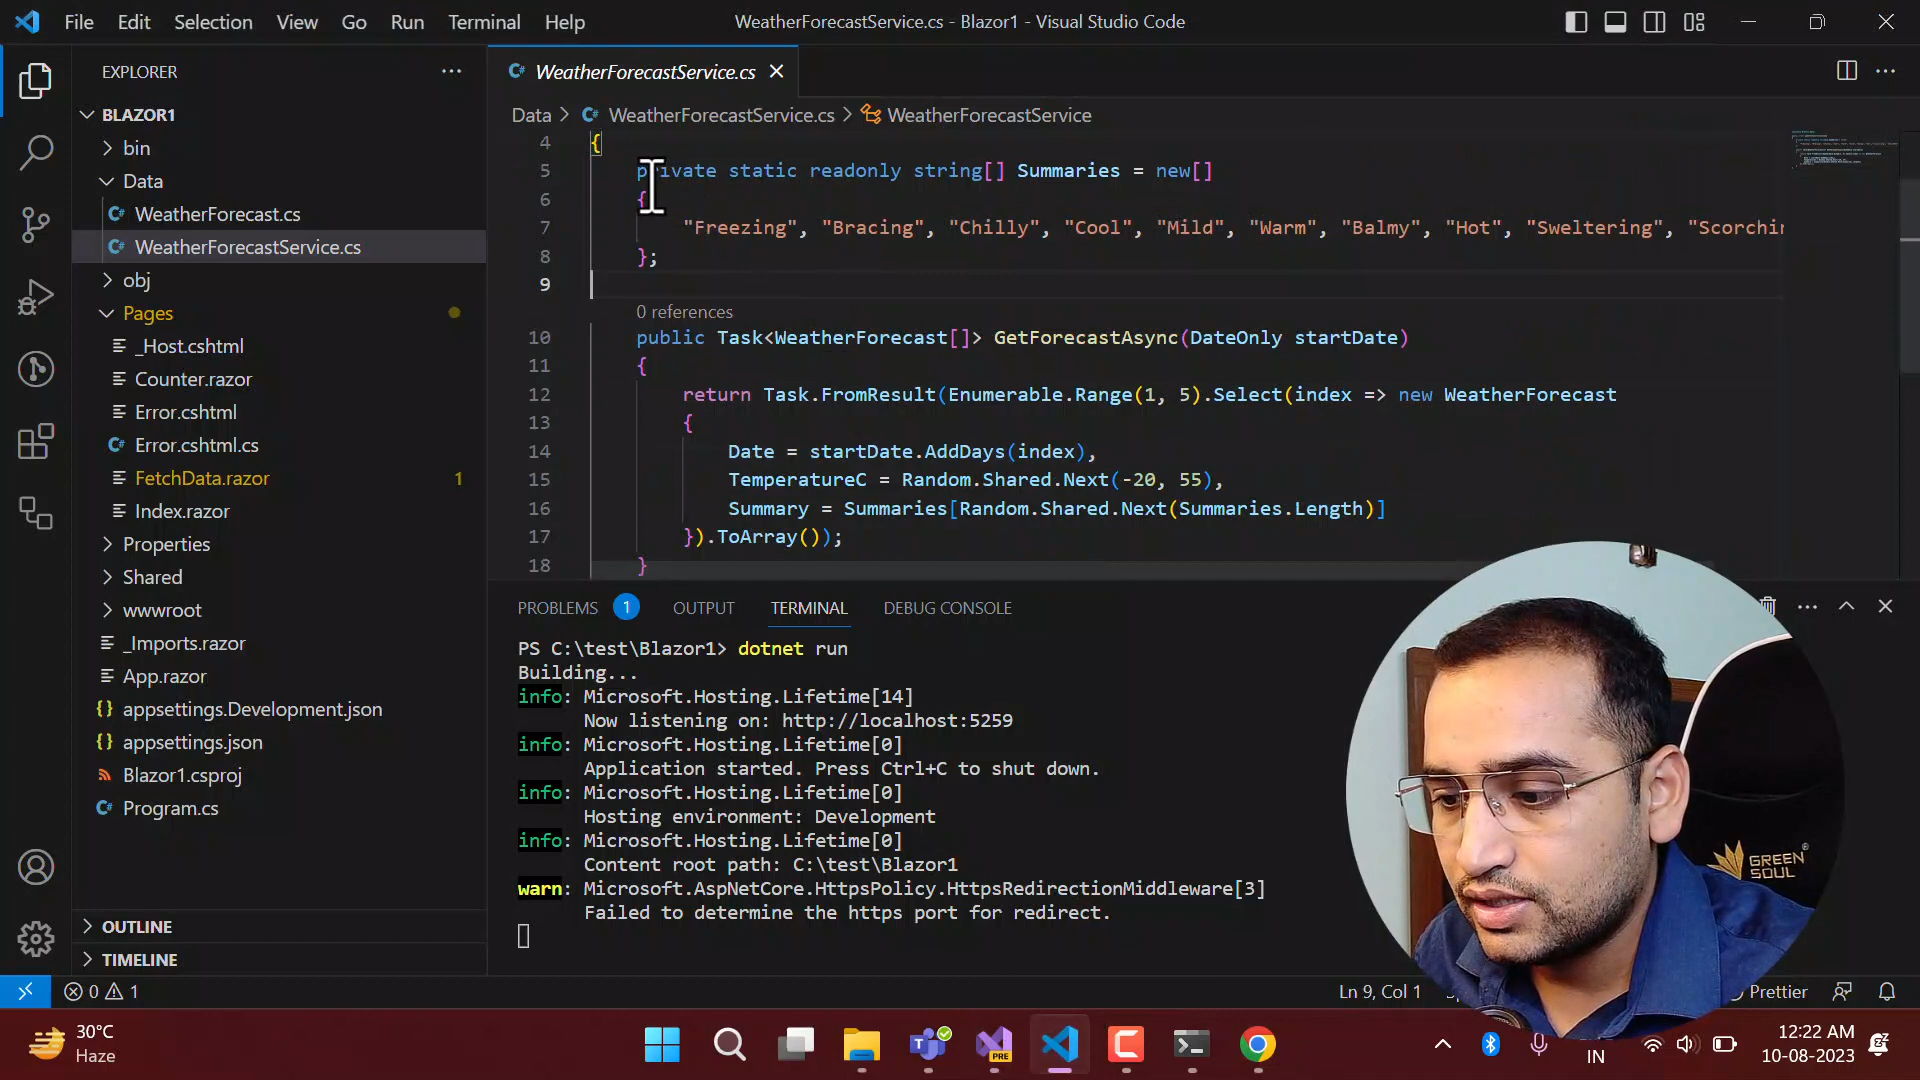 File Edit Selection View Go Run Terminal Help
WeatherForecastService.cs - Blazor1 - Visual Studio Code
EXPLORER
BLAZOR1
bin
Data
WeatherForecast.cs
WeatherForecastService.cs
obj
Pages
_Host.cshtml
Counter.razor
Error.cshtml
Error.cshtml.cs
FetchData.razor 1
Index.razor
Properties
Shared
wwwroot
_Imports.razor
App.razor
appsettings.Development.json
appsettings.json
Blazor1.csproj
Program.cs
OUTLINE
TIMELINE
WeatherForecastService.cs
Data > WeatherForecastService.cs > WeatherForecastService
4 {
5 private static readonly string[] Summaries = new[]
6 {
7 "Freezing", "Bracing", "Chilly", "Cool", "Mild", "Warm", "Balmy", "Hot", "Sweltering", "Scorchin
8 };
9
0 references
10 public Task<WeatherForecast[]> GetForecastAsync(DateOnly startDate)
11 {
12 return Task.FromResult(Enumerable.Range(1, 5).Select(index => new WeatherForecast
13 {
14 Date = startDate.AddDays(index),
15 TemperatureC = Random.Shared.Next(-20, 55),
16 Summary = Summaries[Random.Shared.Next(Summaries.Length)]
17 }).ToArray());
18 }
PROBLEMS 1 OUTPUT TERMINAL DEBUG CONSOLE
PS C:\test\Blazor1> dotnet run
Building...
info: Microsoft.Hosting.Lifetime[14]
Now listening on: http://localhost:5259
info: Microsoft.Hosting.Lifetime[0]
Application started. Press Ctrl+C to shut down.
info: Microsoft.Hosting.Lifetime[0]
Hosting environment: Development
info: Microsoft.Hosting.Lifetime[0]
Content root path: C:\test\Blazor1
warn: Microsoft.AspNetCore.HttpsPolicy.HttpsRedirectionMiddleware[3]
Failed to determine the https port for redirect.
GREEN
SOUL
0 1
Ln 9, Col 1
Prettier
30°C
Haze
PRE
IN
12:22 AM
10-08-2023